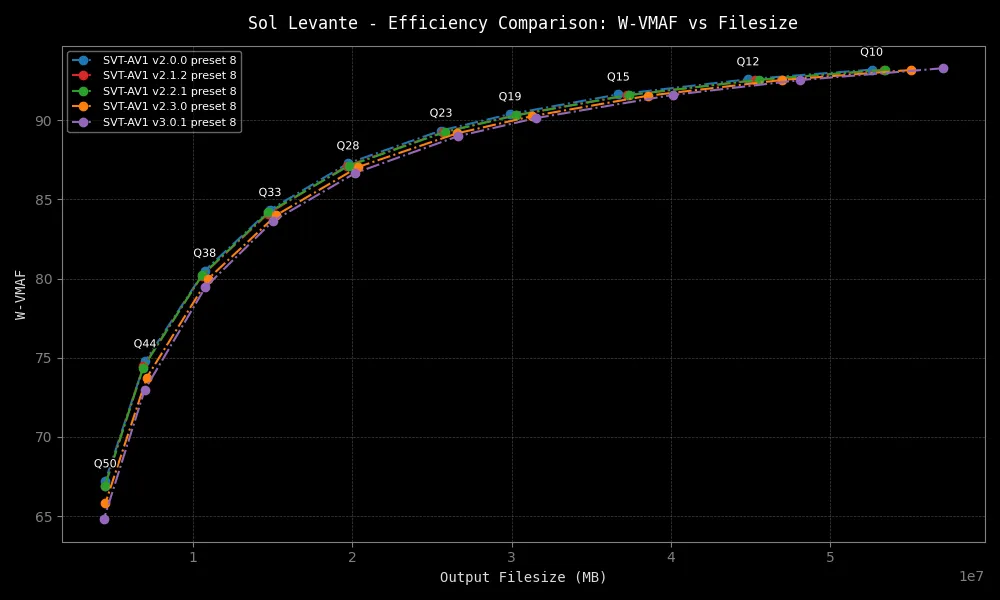 Sol Levante - Efficiency Comparison: W-VMAF vs Filesize
SVT-AV1 v2.0.0 preset 8
SVT-AV1 v2.1.2 preset 8
SVT-AV1 v2.2.1 preset 8
SVT-AV1 v2.3.0 preset 8
SVT-AV1 v3.0.1 preset 8
Q10
Q12
Q15
Q19
Q23
Q28
Q33
Q38
Q44
Q50
90
85
80
75
70
65
W-VMAF
1 2 3 4 5
1e7
Output Filesize (MB)